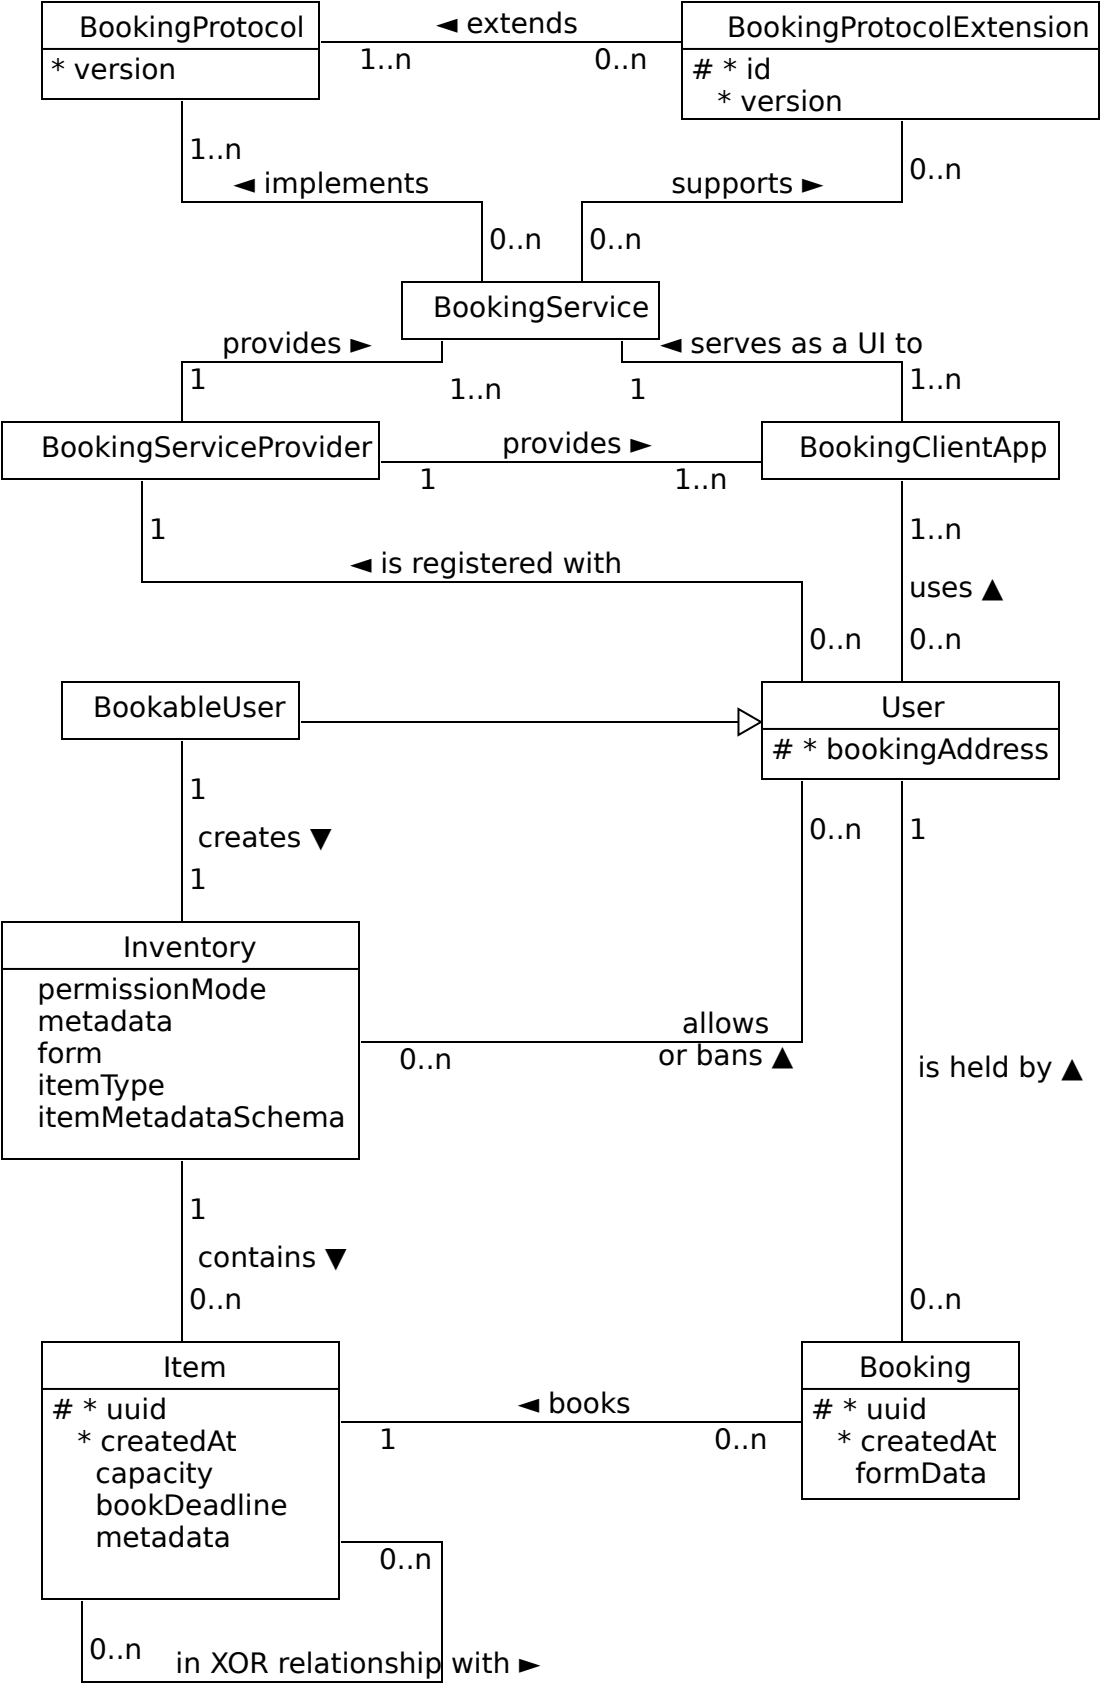 BookingProtocol
* version
◄ extends
1..n
0..n
BookingProtocolExtension
# * id
* version
1..n
◄ implements
supports ►
0..n
0..n
0..n
BookingService
provides ►
◄ serves as a UI to
1
1..n
1
1..n
BookingServiceProvider
provides ►
1
1..n
BookingClientApp
1
◄ is registered with
1..n
uses ▲
0..n
0..n
BookableUser
User
# * bookingAddress
1
creates ▼
1
0..n
1
Inventory
permissionMode
metadata
form
itemType
itemMetadataSchema
allows
or bans ▲
0..n
is held by ▲
1
contains ▼
0..n
0..n
Item
# * uuid
* createdAt
capacity
bookDeadline
metadata
◄ books
1
0..n
Booking
# * uuid
* createdAt
formData
0..n
0..n
in XOR relationship with ►